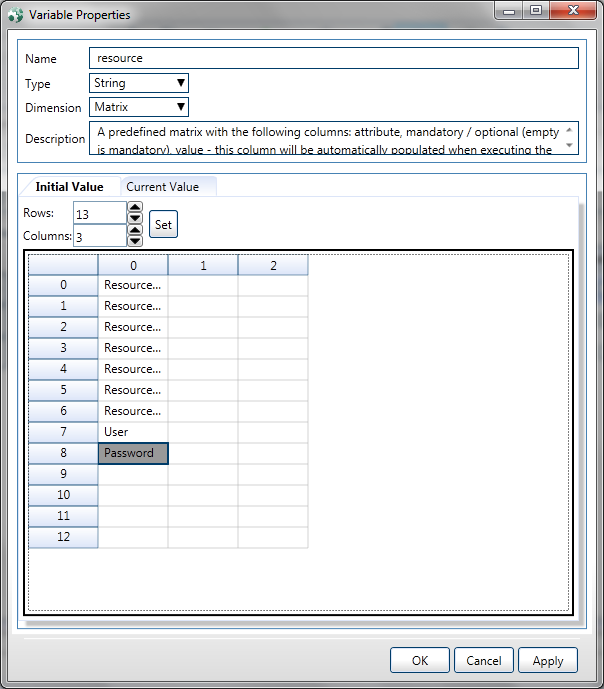 Variable Properties
Name resource
Type String
Dimension Matrix
Description A predefined matrix with the following columns: attribute, mandatory / optional (empty
is mandatory), value - this column will be automatically populated when executing the
Initial Value Current Value
Rows: 13
Columns: 3
Set
0 1 2
0 Resource...
1 Resource...
2 Resource...
3 Resource...
4 Resource...
5 Resource...
6 Resource...
7 User
8 Password
9
10
11
12
OK Cancel Apply